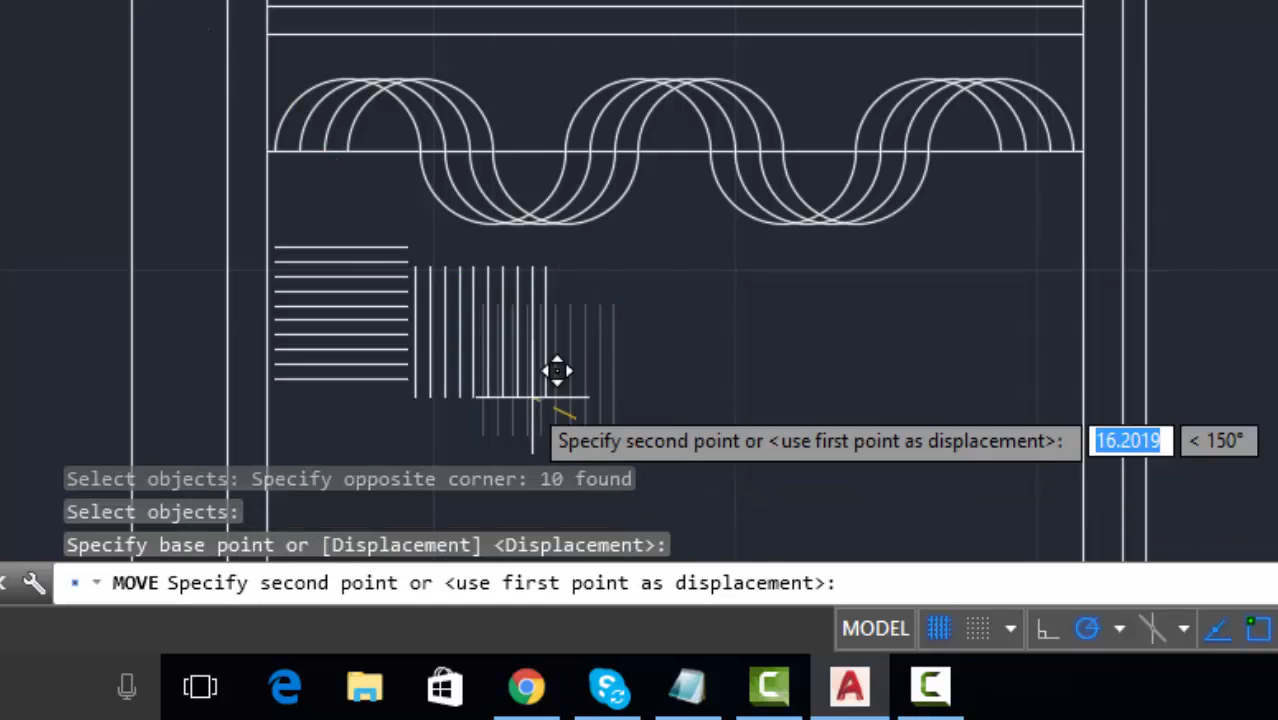 Specify second point or <use first point as displacement>: 16.2019 < 150°
Select objects: Specify opposite corner: 10 found
Select objects:
Specify base point or [Displacement] <Displacement>:
MOVE Specify second point or <use first point as displacement>:
MODEL